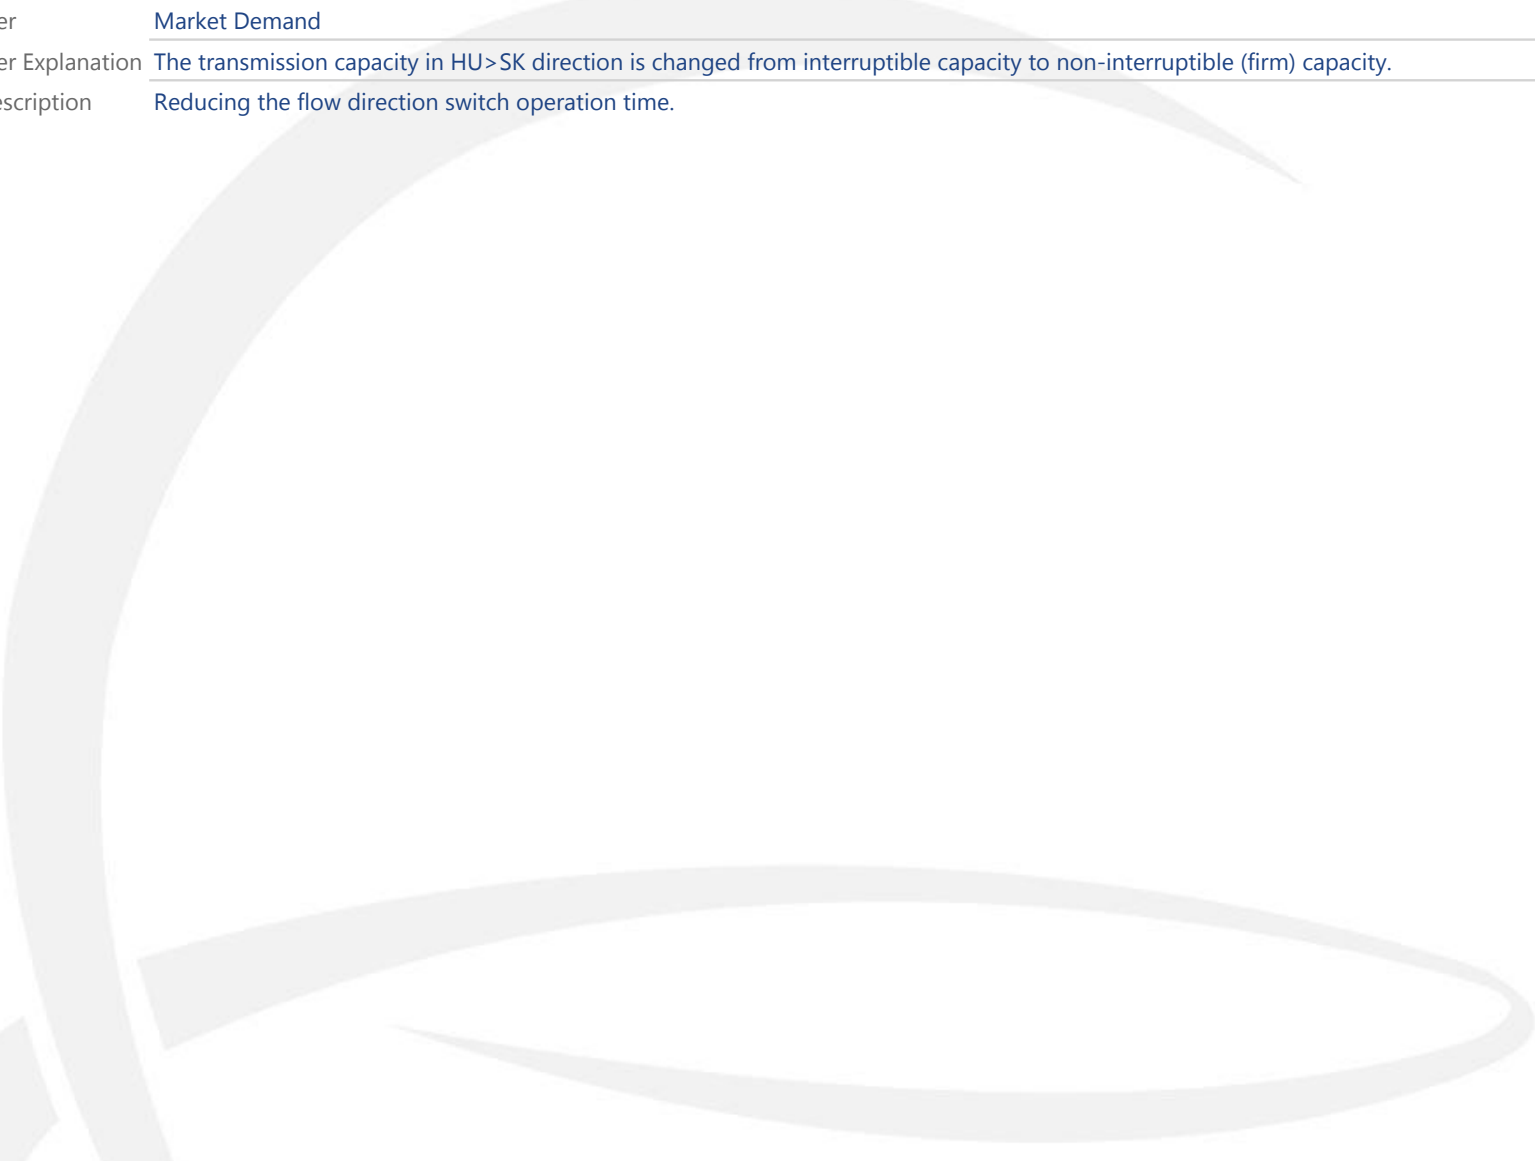 er Market Demand
er Explanation The transmission capacity in HU>SK direction is changed from interruptible capacity to non-interruptible (firm) capacity.
escription Reducing the flow direction switch operation time.